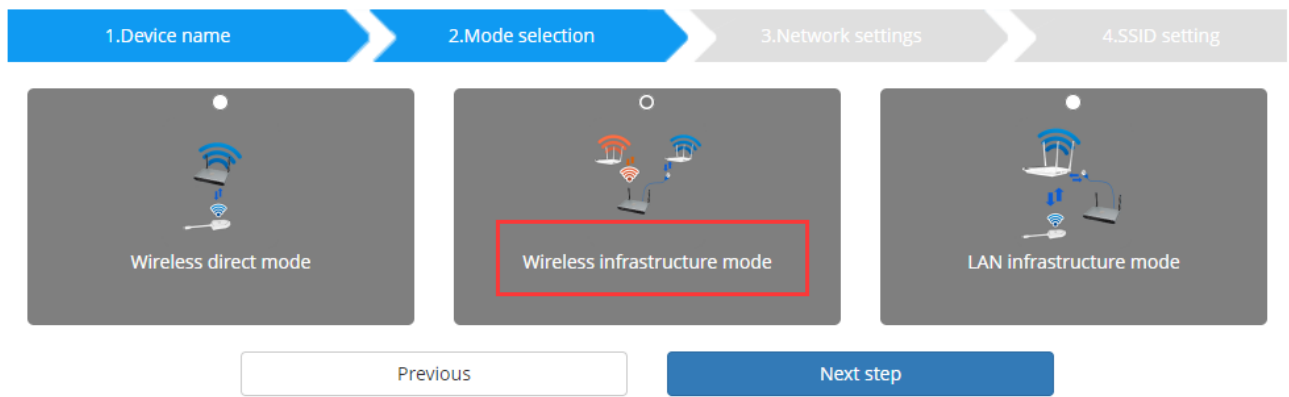 1.Device name
2.Mode selection
3.Network settings
4.SSID setting
Wireless direct mode
Wireless infrastructure mode
LAN infrastructure mode
Previous
Next step